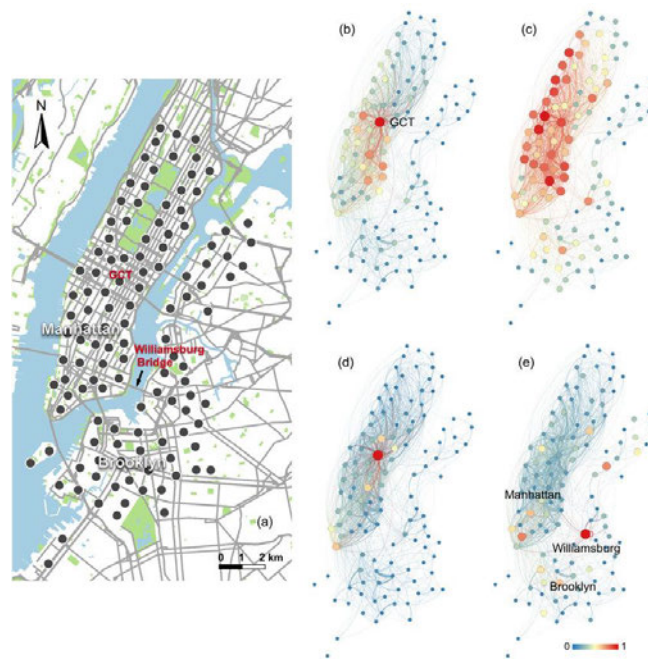 (b)
(c)
GCT
N
GCT
Manhattan
Williamsburg
Bridge
Brooklyn
(a)
0 1 2 km
(d)
(e)
Manhattan
Williamsburg
Brooklyn
0 1